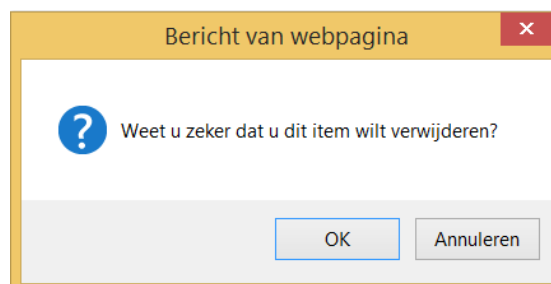 Bericht van webpagina
Weet u zeker dat u dit item wilt verwijderen?
OK
Annuleren